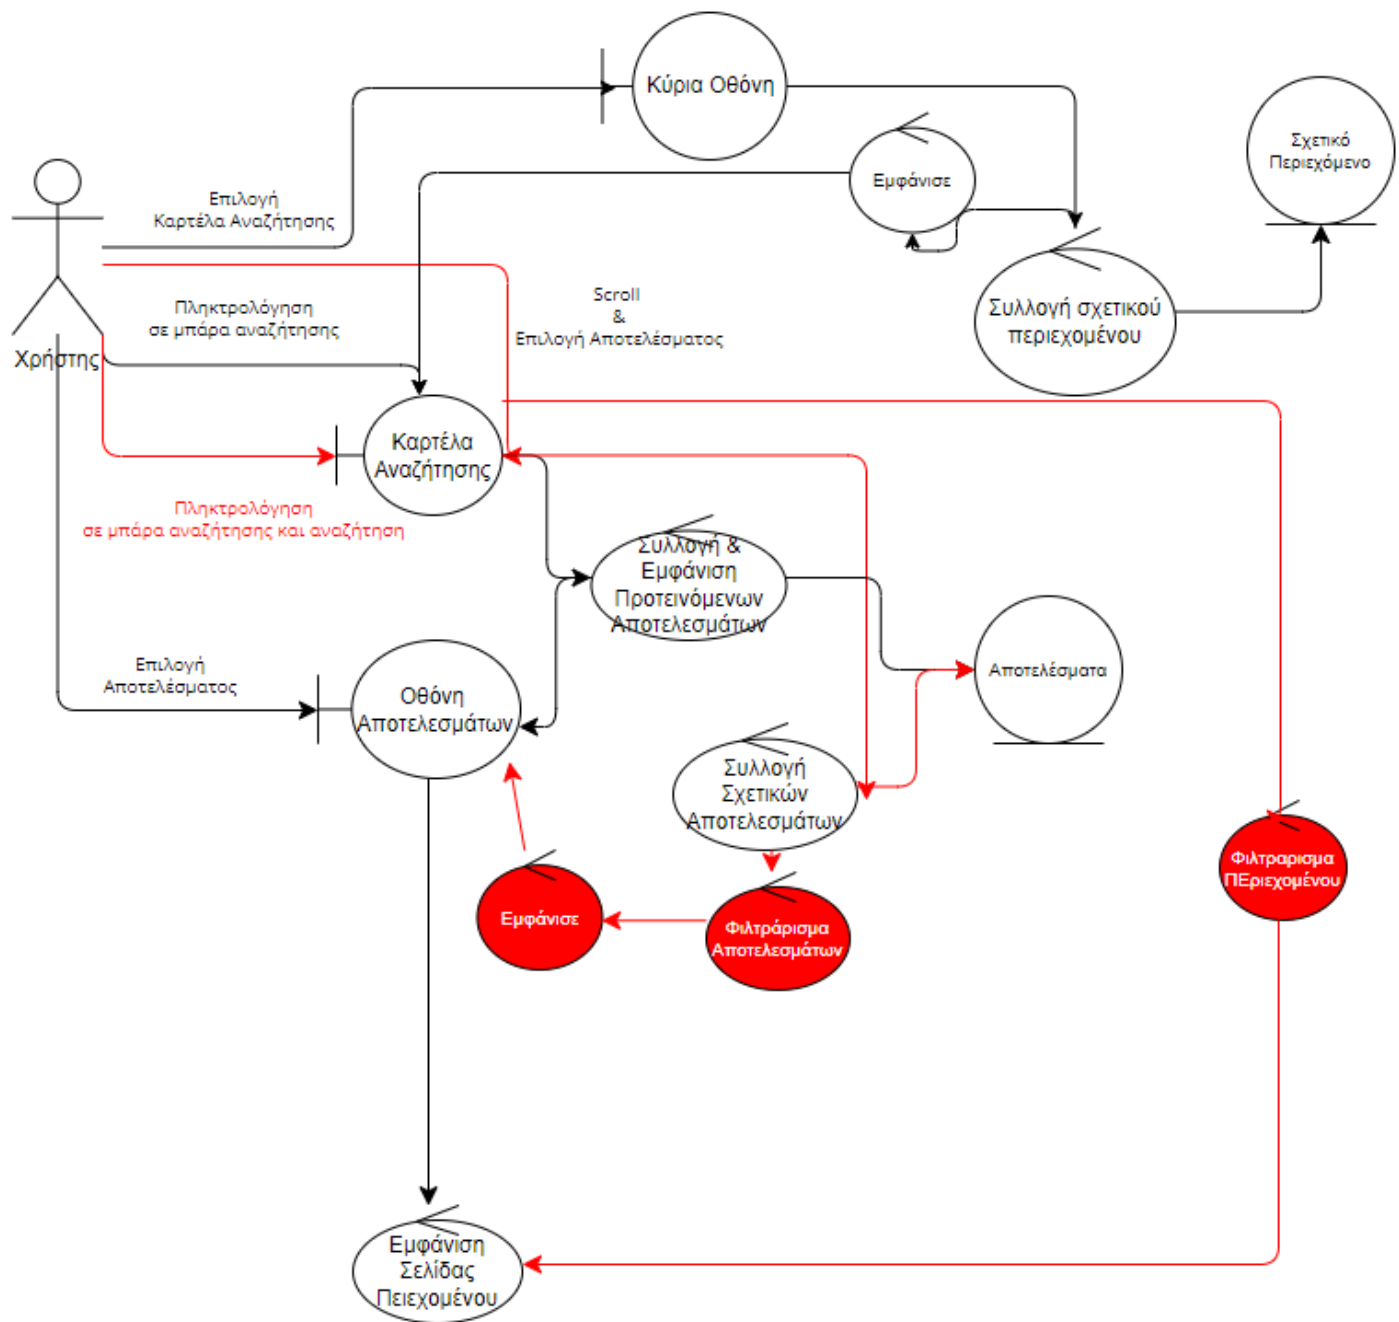 Κύρια Οθόνη
Σχετικό
Περιεχόμενο
Εμφάνισε
Επιλογή
Καρτέλα Αναζήτησης
Πληκτρολόγηση
σε μπάρα αναζήτησης
Scroll
&
Επιλογή Αποτελέσματος
Συλλογή σχετικού
περιεχομένου
Χρήστης
Καρτέλα
Αναζήτησης
Πληκτρολόγηση
σε μπάρα αναζήτησης και αναζήτηση
Συλλογή &
Εμφάνιση
Προτεινόμενων
Αποτελεσμάτων
Επιλογή
Αποτελέσματος
Οθόνη
Αποτελεσμάτων
Αποτελέσματα
Συλλογή
Σχετικών
Αποτελεσμάτων
Φιλτραρισμα
ΠΕριεχομένου
Εμφάνισε
Φιλτράρισμα
Αποτελεσμάτων
Εμφάνιση
Σελίδας
Πειεχομένου